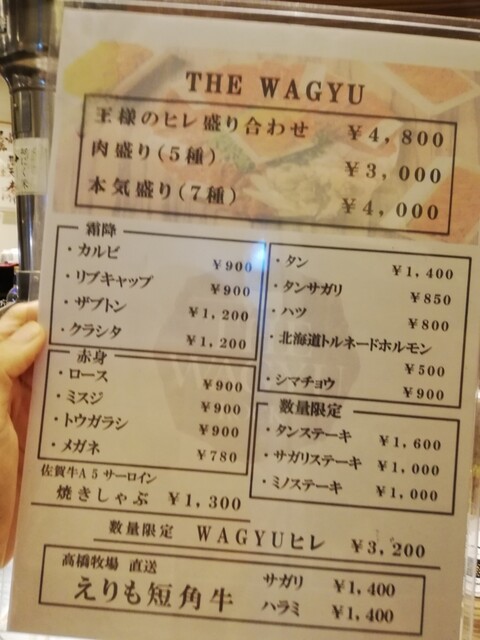 THE WAGYU
王様のヒレ盛り合わせ ￥4,800
肉盛り(5種) ￥3,000
本気盛り(7種) ￥4,000
霜降
・カルビ ￥900
・リブキャップ ￥900
・ザブトン ￥1,200
・クラシタ ￥1,200
赤身
・ロース ￥900
・ミスジ ￥900
・トウガラシ ￥900
・メガネ ￥780
・タン ￥1,400
・タンサガリ ￥850
・ハツ ￥800
・北海道トルネードホルモン
￥500
・シマチョウ ￥900
数量限定
・タンステーキ ￥1,600
・サガリステーキ ￥1,000
・ミノステーキ ￥1,000
佐賀牛A5サーロイン
焼きしゃぶ ￥1,300
数量限定 WAGYUヒレ ￥3,200
高橋牧場 直送
えりも短角牛
サガリ ￥1,400
ハラミ ￥1,400